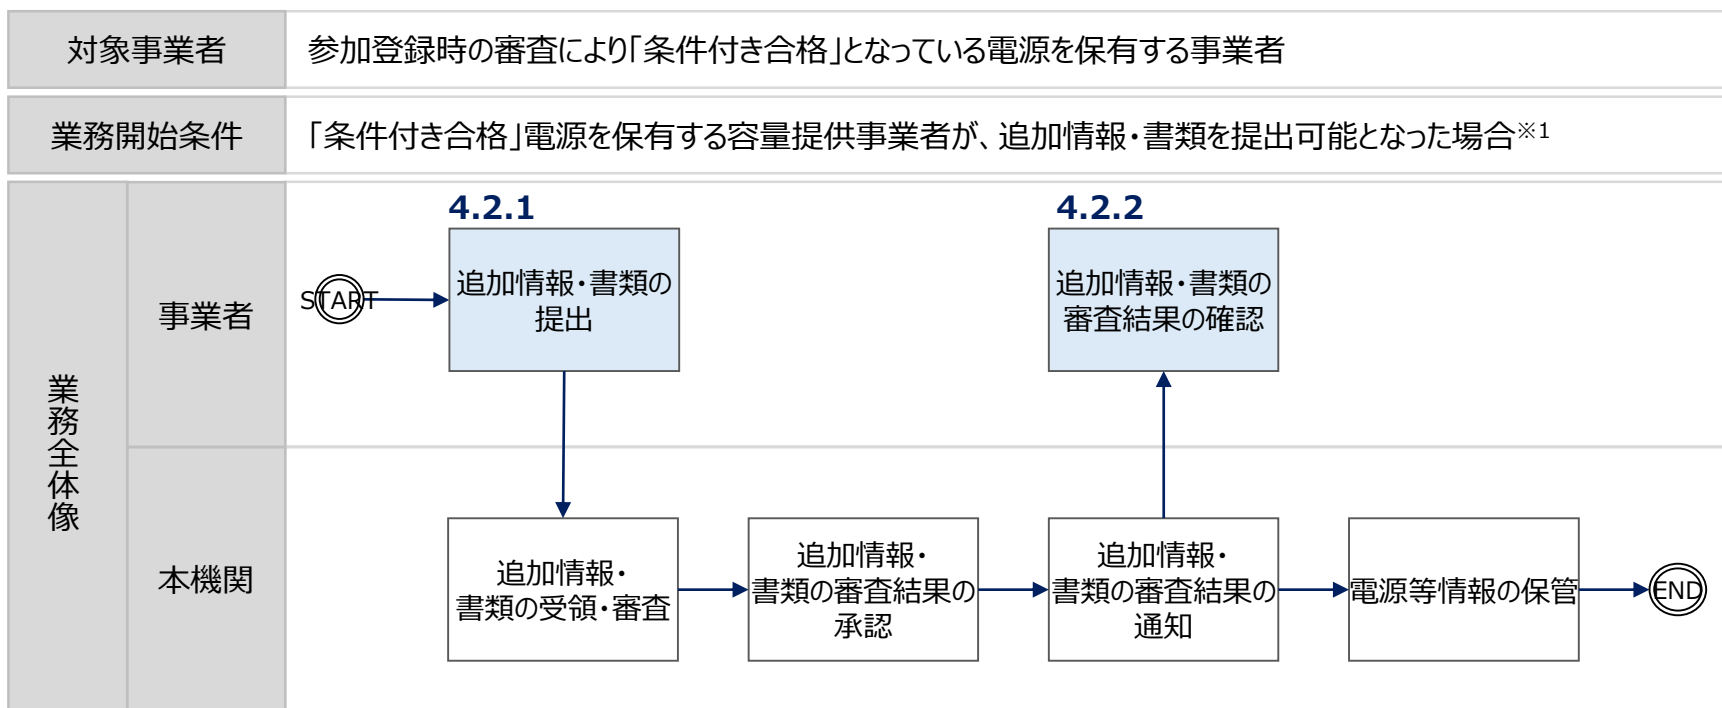 対象事業者
参加登録時の審査により「条件付き合格」となっている電源を保有する事業者
業務開始条件
「条件付き合格」電源を保有する容量提供事業者が、追加情報・書類を提出可能となった場合※1
業務全体像
事業者
START
4.2.1
追加情報・書類の
提出
4.2.2
追加情報・書類の
審査結果の確認
本機関
追加情報・
書類の受領・審査
追加情報・
書類の審査結果の
承認
追加情報・
書類の審査結果の
通知
電源等情報の保管
END